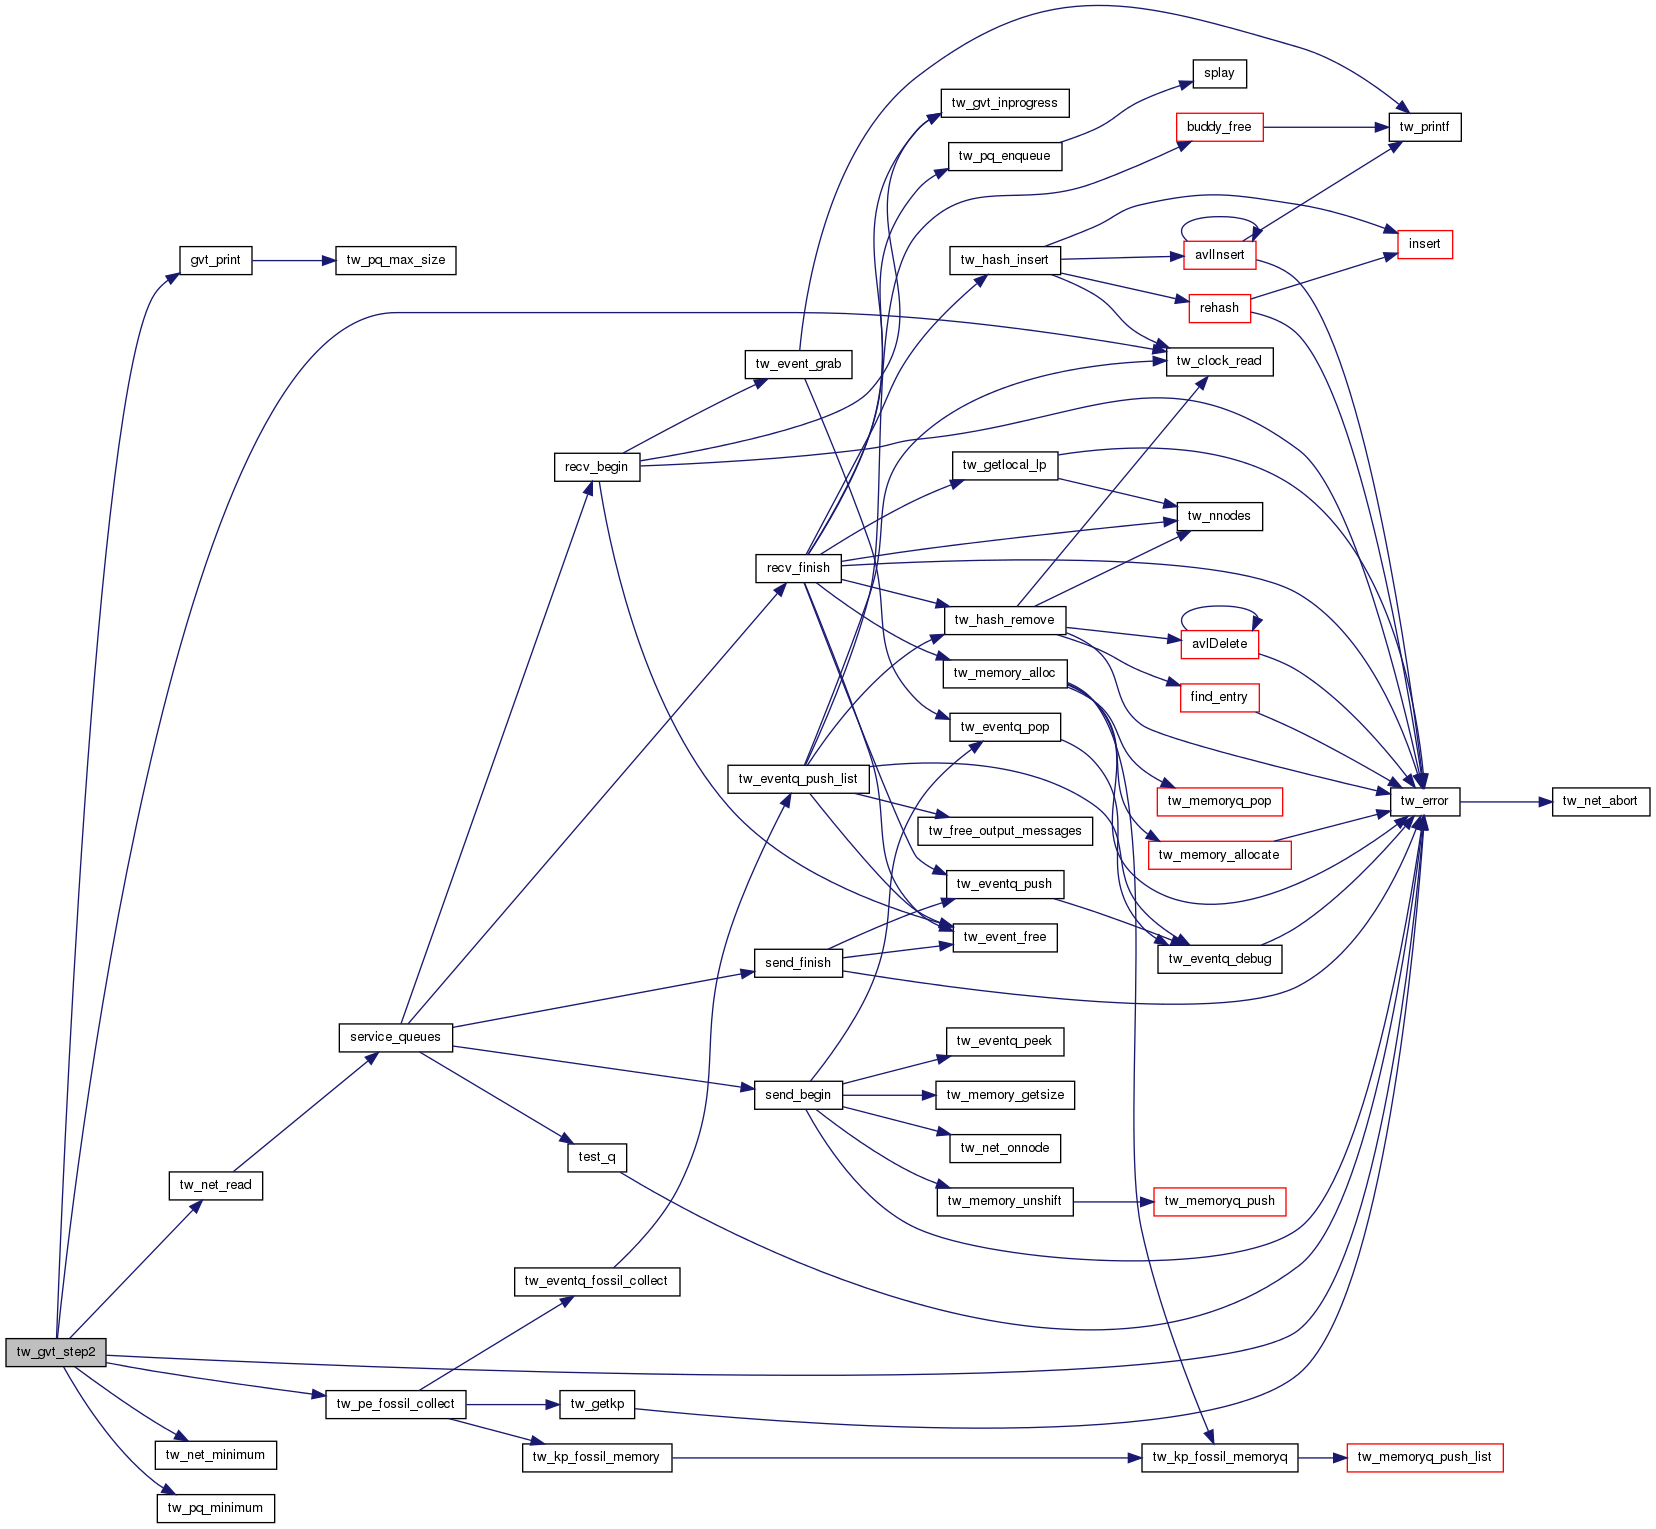 splay
tw_gvt_inprogress
buddy_free
tw_printf
tw_pq_enqueue
gvt_print
tw_pq_max_size
tw_hash_insert
avlInsert
insert
rehash
tw_event_grab
tw_clock_read
recv_begin
tw_getlocal_lp
tw_nnodes
recv_finish
tw_hash_remove
avlDelete
tw_memory_alloc
find_entry
tw_eventq_pop
tw_eventq_push_list
tw_memoryq_pop
tw_error
tw_net_abort
tw_free_output_messages
tw_memory_allocate
tw_eventq_push
tw_event_free
send_finish
tw_eventq_debug
service_queues
tw_eventq_peek
send_begin
tw_memory_getsize
test_q
tw_net_onnode
tw_net_read
tw_memory_unshift
tw_memoryq_push
tw_eventq_fossil_collect
tw_gvt_step2
tw_pe_fossil_collect
tw_getkp
tw_net_minimum
tw_kp_fossil_memory
tw_kp_fossil_memoryq
tw_memoryq_push_list
tw_pq_minimum